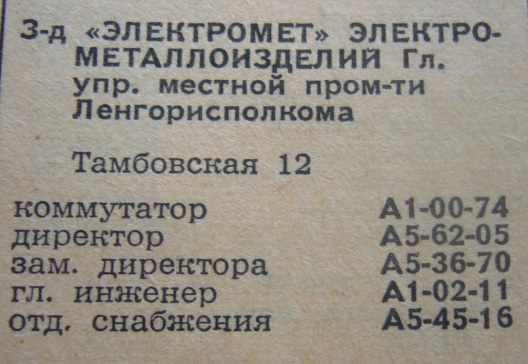 З-д «ЭЛЕКТРОМЕТ» ЭЛЕКТРО-
МЕТАЛЛОИЗДЕЛИЙ Гл.
упр. местной пром-ти
Ленгорисполкома
Тамбовская 12
коммутатор А1-00-74
директор А5-62-05
зам. директора А5-36-70
гл. инженер А1-02-11
отд. снабжения А5-45-16